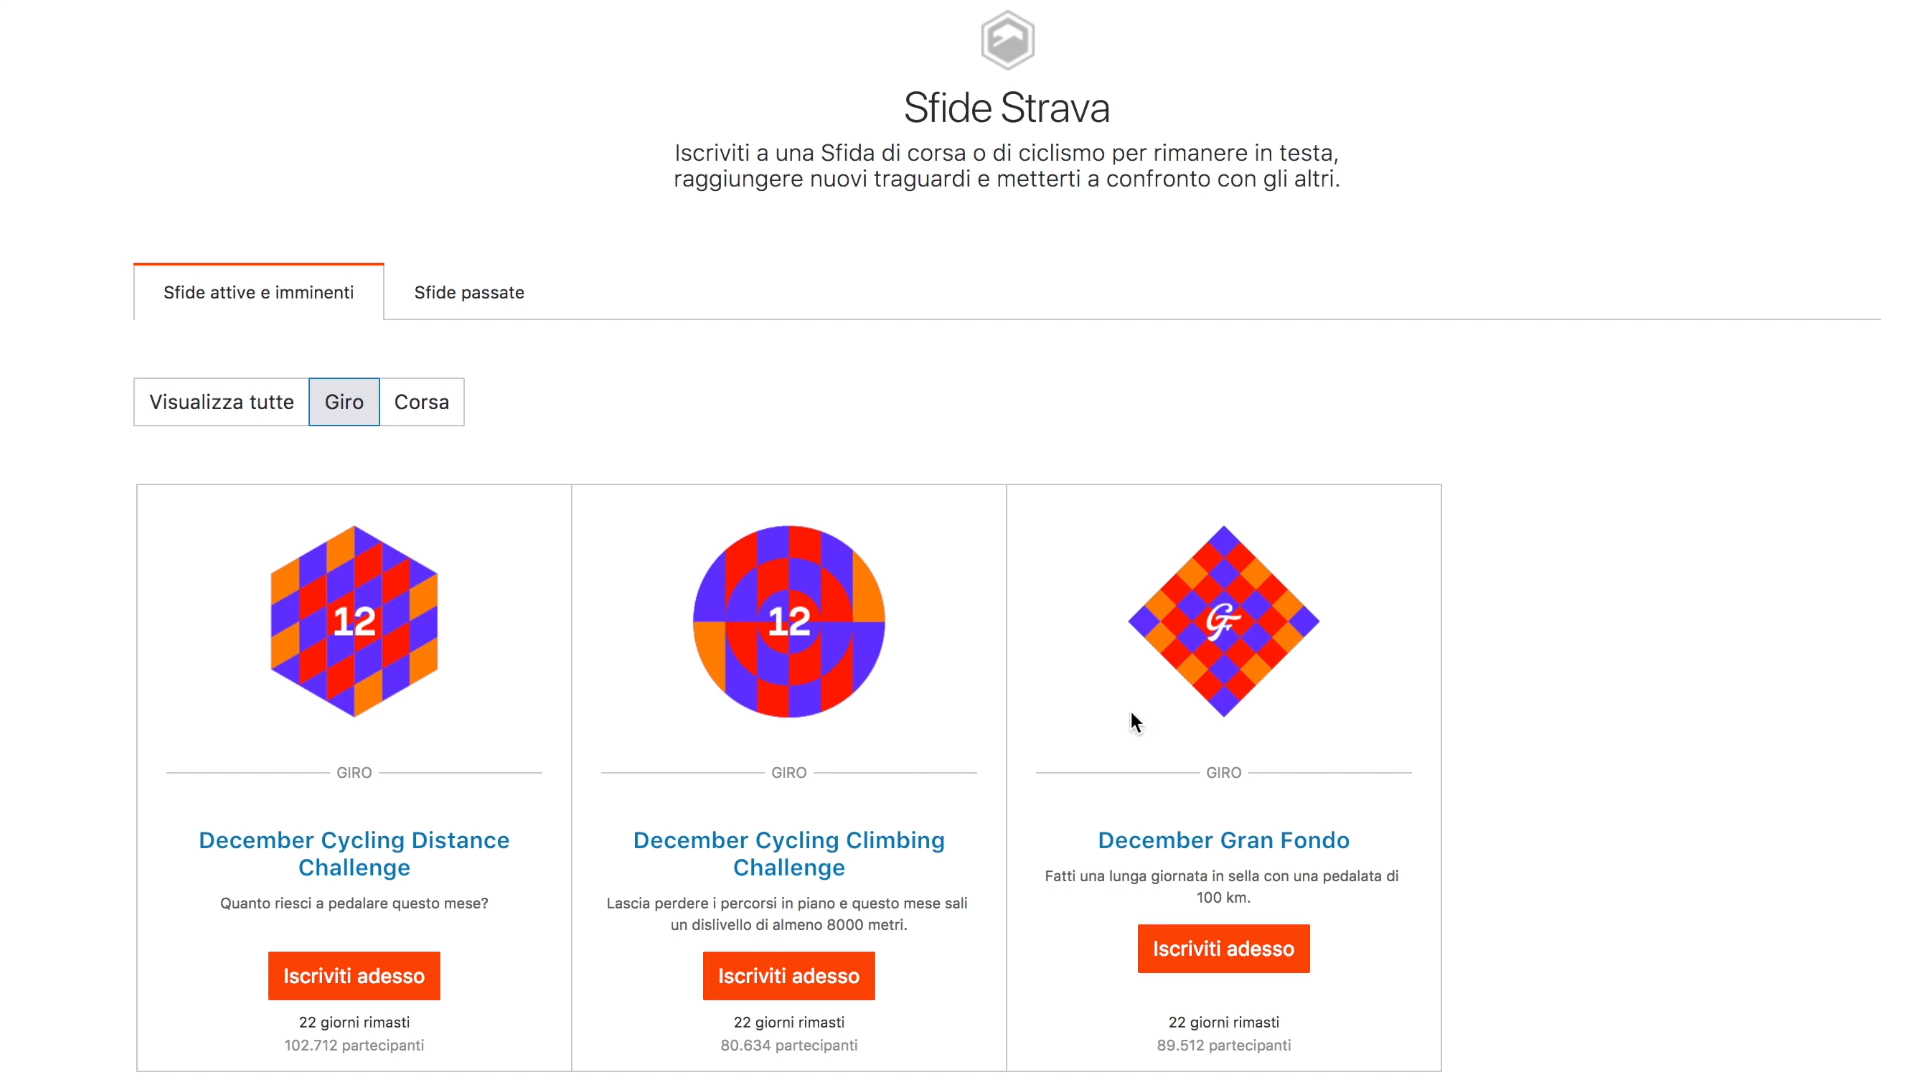 Sfide Strava
Iscriviti a una Sfida di corsa o di ciclismo per rimanere in testa,
raggiungere nuovi traguardi e metterti a confronto con gli altri.
Sfide attive e imminenti
Sfide passate
Visualizza tutte
Giro
Corsa
12
GIRO
December Cycling Distance
Challenge
Quanto riesci a pedalare questo mese?
Iscriviti adesso
22 giorni rimasti
102.712 partecipanti
12
GIRO
December Cycling Climbing
Challenge
Lascia perdere i percorsi in piano e questo mese sali
un dislivello di almeno 8000 metri.
Iscriviti adesso
22 giorni rimasti
80.634 partecipanti
GF
GIRO
December Gran Fondo
Fatti una lunga giornata in sella con una pedalata di
100 km.
Iscriviti adesso
22 giorni rimasti
89.512 partecipanti